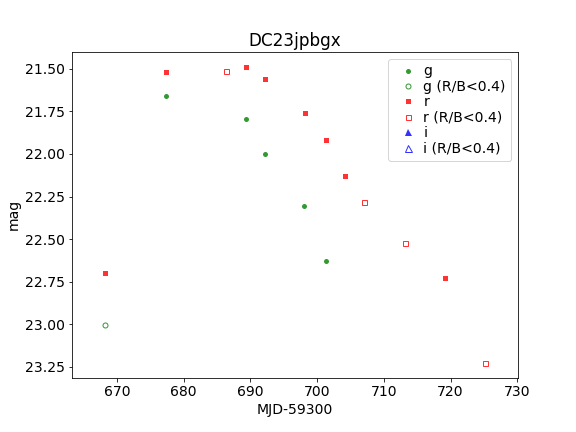 DC23jpbgx
g
g (R/B<0.4)
r
r (R/B<0.4)
i
i (R/B<0.4)
mag
21.50
21.75
22.00
22.25
22.50
22.75
23.00
23.25
670 680 690 700 710 720 730
MJD-59300